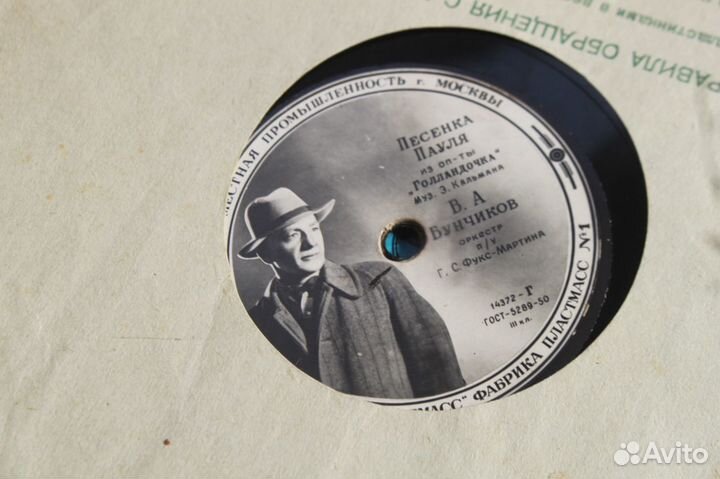 ПРАВИЛА ОБРАЩЕНИЯ С
МЕСТНАЯ ПРОМЫШЛЕННОСТЬ г. МОСКВЫ
ПЕСЕНКА
ПАУЛЯ
ИЗ ОП-ТЫ
„ГОЛЛАНДОЧКА"
МУЗ. Э. КАЛЬМАНА
В. А
БУНЧИКОВ
ОРКЕСТР
П/У
Г. С. ФУКС-МАРТИНА
14372-Г
ГОСТ-5289-50
III кл.
ПЛАСТМАСС" ФАБРИКА ПЛАСТМАСС №1
Avito